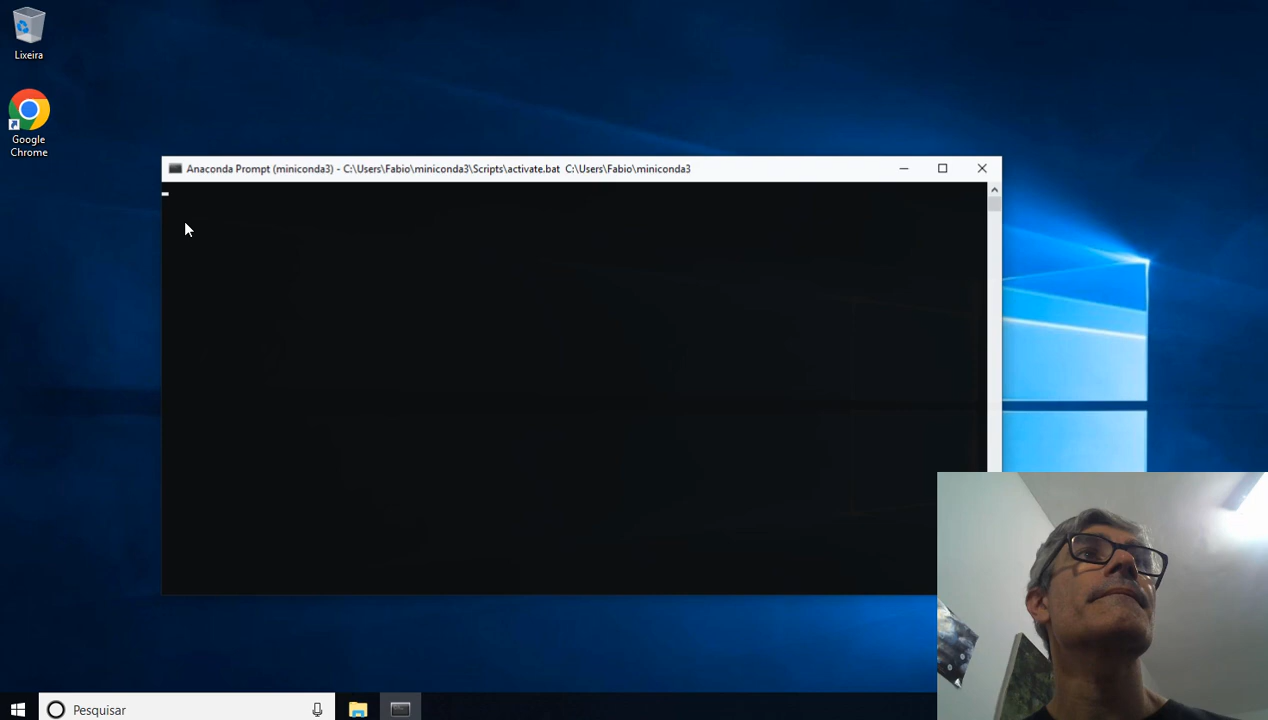 Lixeira
Google
Chrome
Anaconda Prompt (miniconda3) - C:\Users\Fabio\miniconda3\Scripts\activate.bat  C:\Users\Fabio\miniconda3
Pesquisar